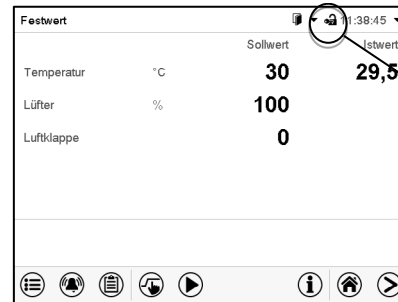 Festwert 11:38:45
Sollwert Istwert
Temperatur °C 30 29,5
Lüfter % 100
Luftklappe 0